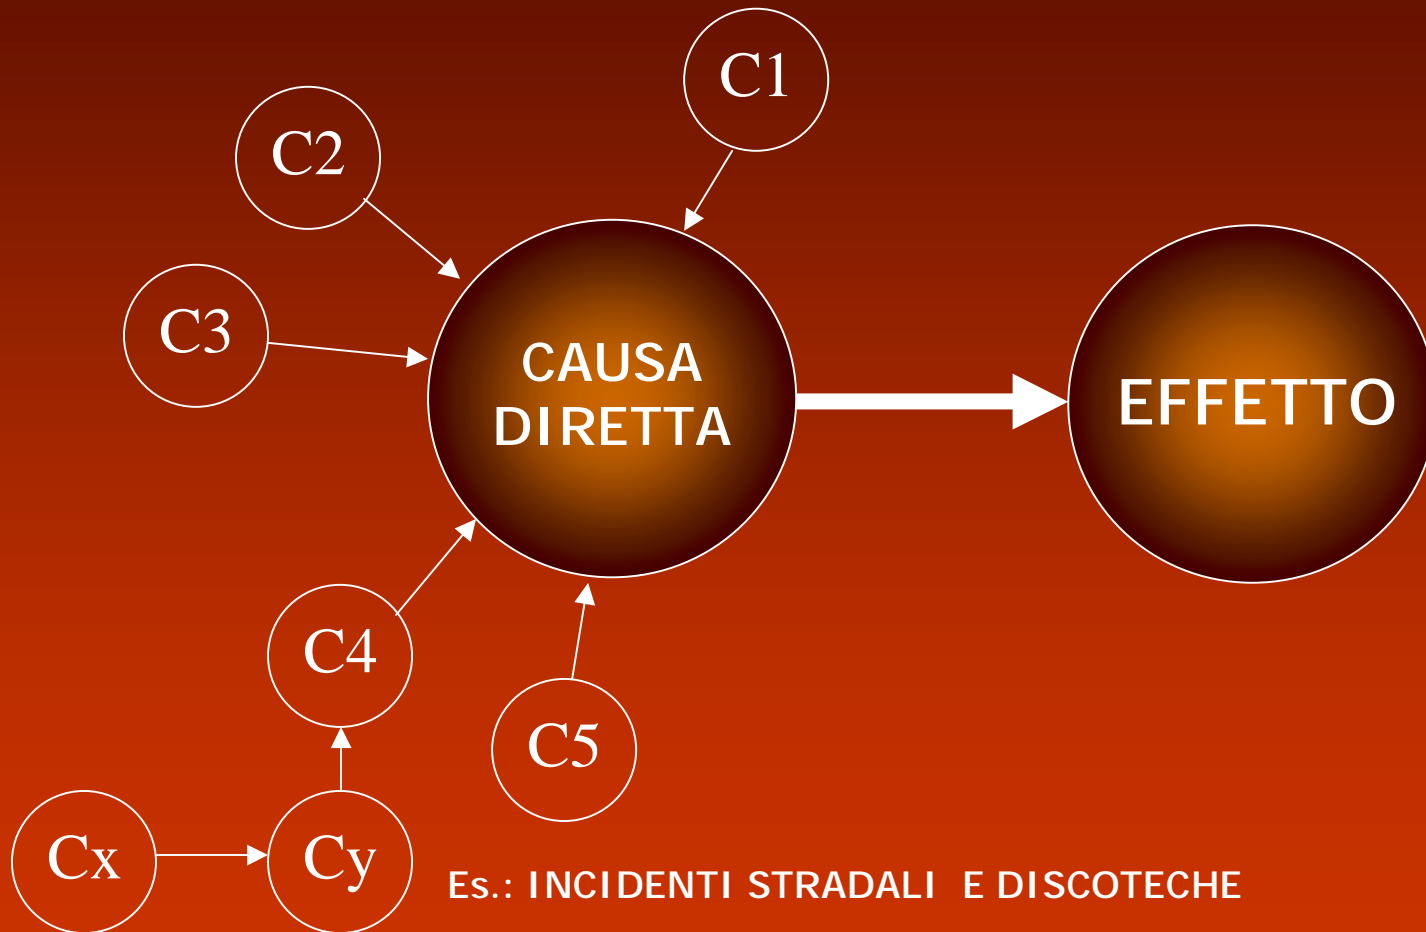 C1
C2
C3
CAUSA
DIRETTA
EFFETTO
C4
C5
Cx
Cy
Es.: INCIDENTI STRADALI E DISCOTECHE